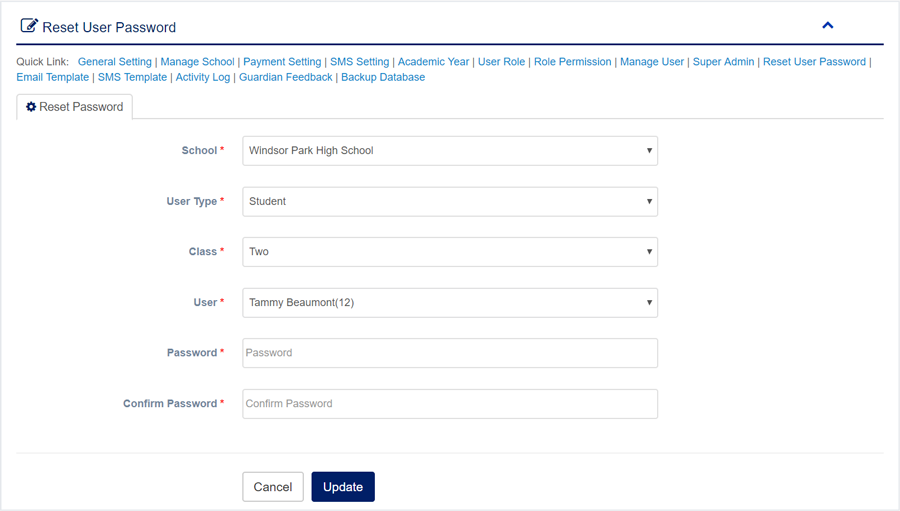 Reset User Password
Quick Link: General Setting | Manage School | Payment Setting | SMS Setting | Academic Year | User Role | Role Permission | Manage User | Super Admin | Reset User Password |
Email Template | SMS Template | Activity Log | Guardian Feedback | Backup Database
Reset Password
School * Windsor Park High School
User Type * Student
Class * Two
User * Tammy Beaumont(12)
Password * Password
Confirm Password * Confirm Password
Cancel Update